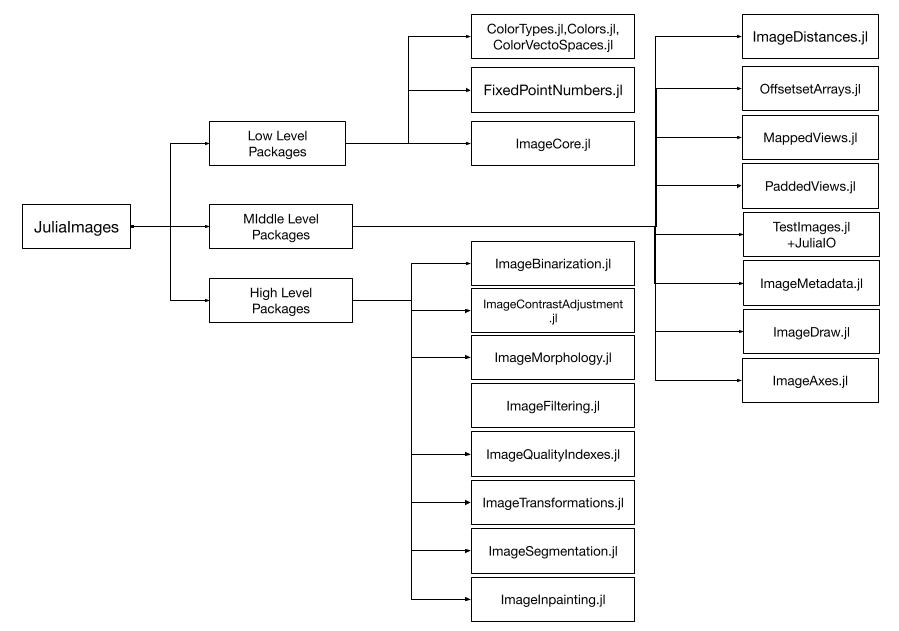 JuliaImages
Low Level
Packages
MIddle Level
Packages
High Level
Packages
ColorTypes.jl,Colors.jl,
ColorVectoSpaces.jl
FixedPointNumbers.jl
ImageCore.jl
ImageBinarization.jl
ImageContrastAdjustment
.jl
ImageMorphology.jl
ImageFiltering.jl
ImageQualityIndexes.jl
ImageTransformations.jl
ImageSegmentation.jl
ImageInpainting.jl
ImageDistances.jl
OffsetsetArrays.jl
MappedViews.jl
PaddedViews.jl
TestImages.jl
+JuliaIO
ImageMetadata.jl
ImageDraw.jl
ImageAxes.jl